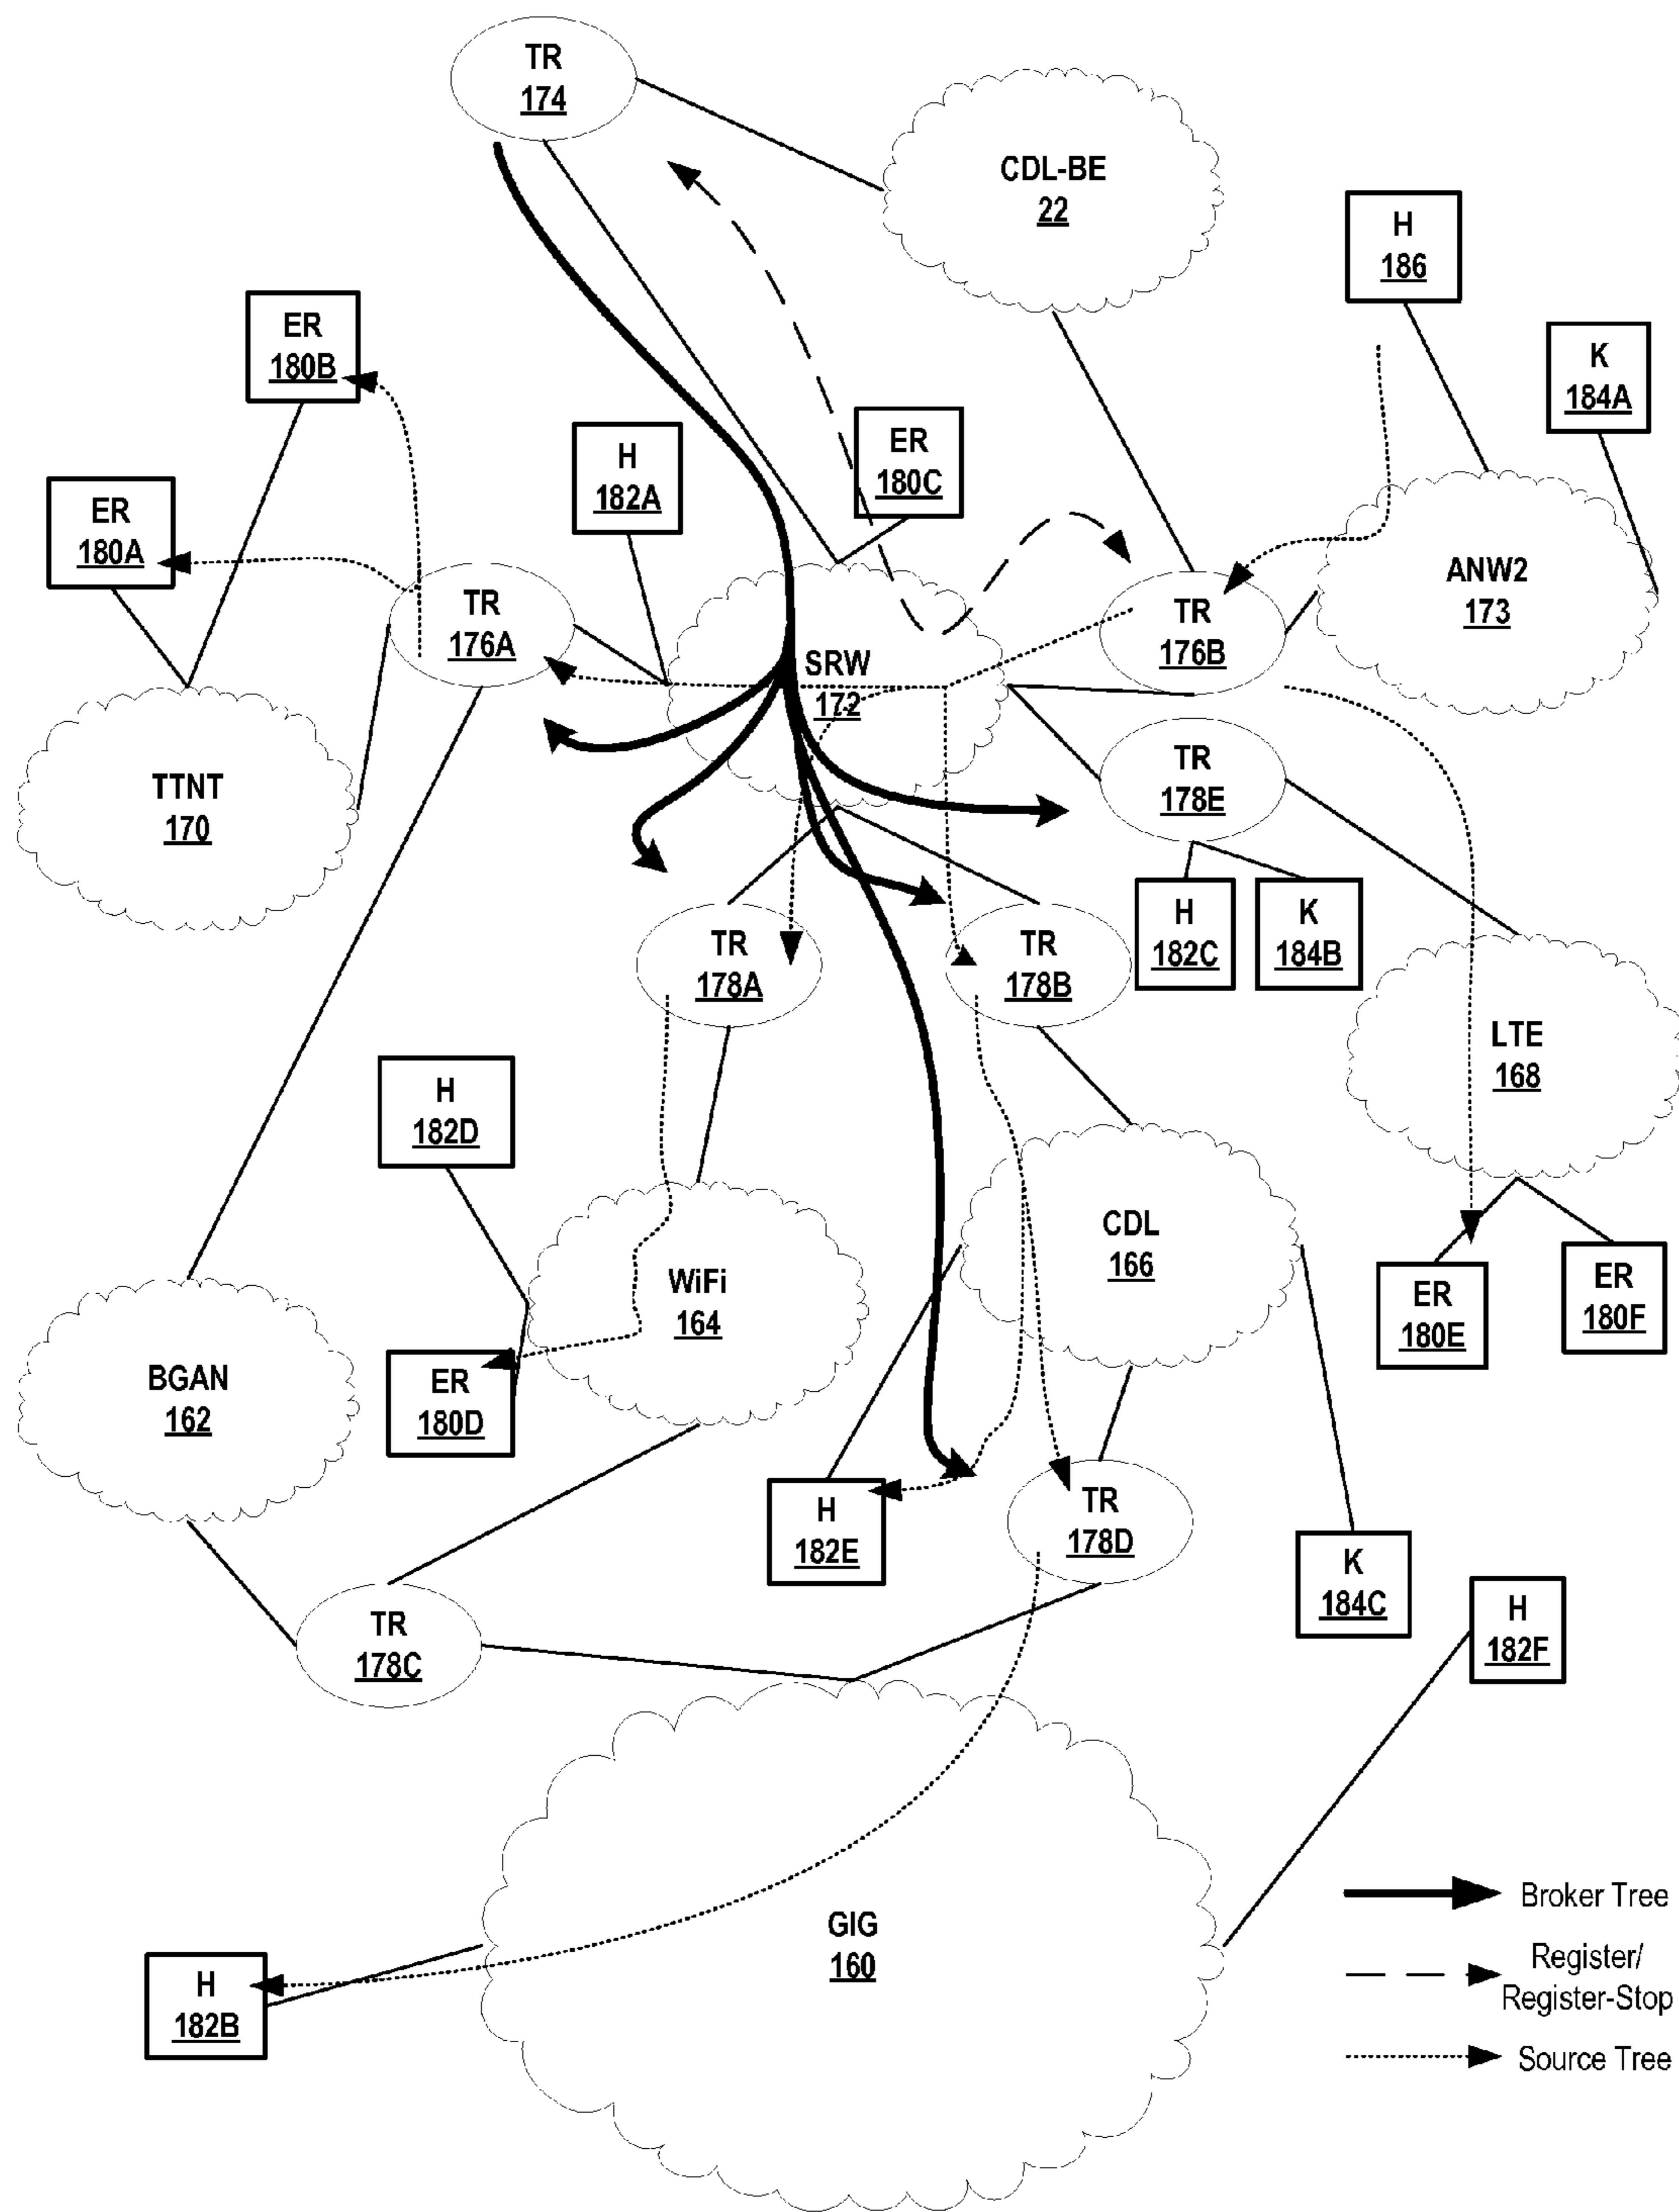 TR
174
CDL-BE
22
H
186
ER
180B
K
184A
H
182A
ER
180C
ER
180A
TR
176A
TR
176B
ANW2
173
SRW
172
TTNT
170
TR
178E
H
182C
K
184B
TR
178A
TR
178B
LTE
168
H
182D
CDL
166
WiFi
164
ER
180E
ER
180F
BGAN
162
ER
180D
H
182E
TR
178D
K
184C
H
182F
TR
178C
GIG
160
H
182B
Broker Tree
Register/
Register-Stop
Source Tree